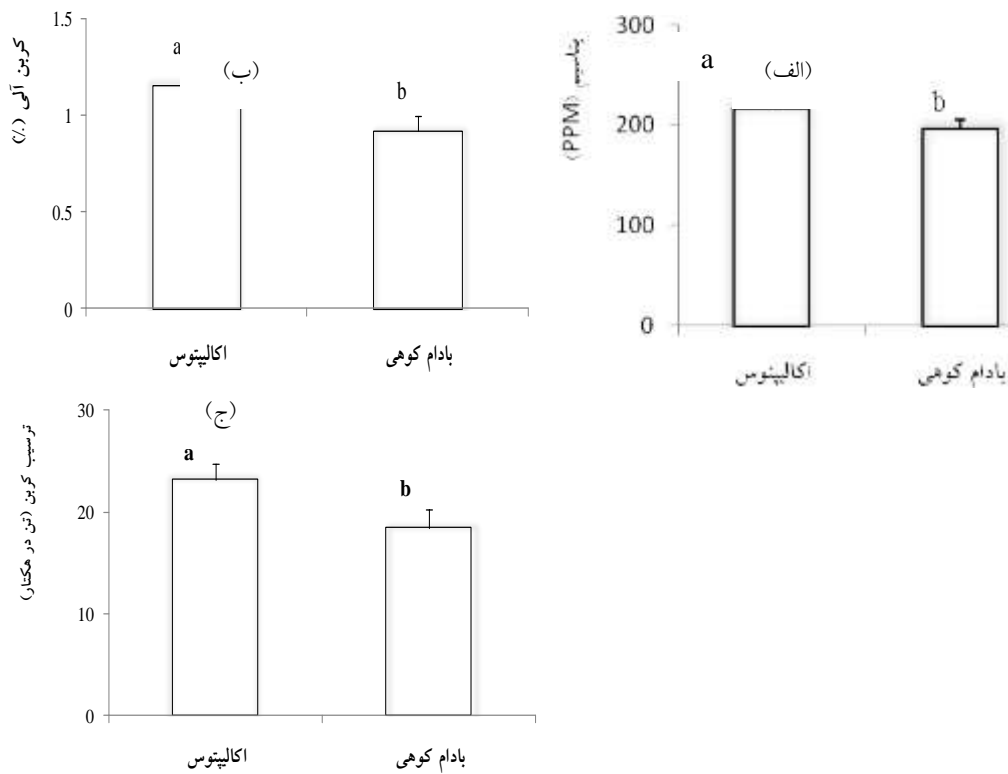 (الف)
پتاسیم (PPM)
300
200
100
0
a
b
اکالیپتوس
بادام کوهی
(ب)
کربن آلی (٪)
1.5
1
0.5
0
a
b
اکالیپتوس
بادام کوهی
(ج)
ترسیب کربن (تن در هکتار)
30
20
10
0
a
b
اکالیپتوس
بادام کوهی